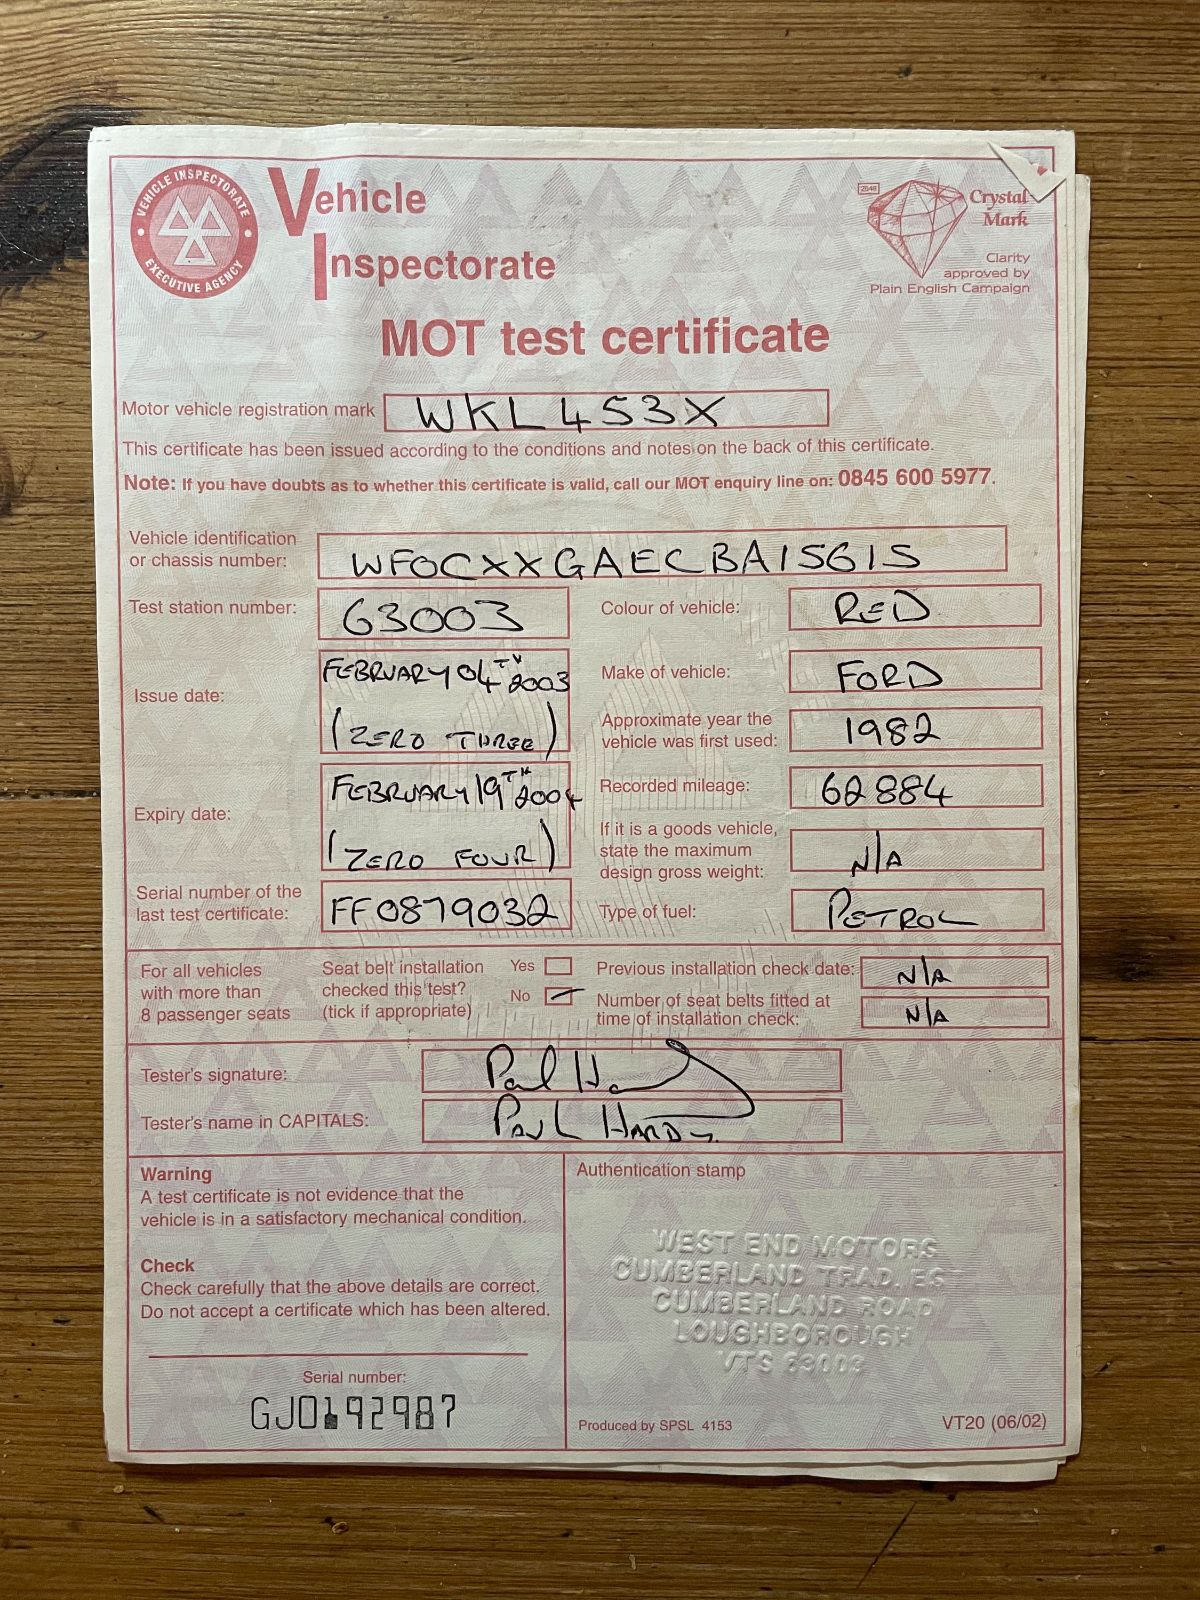 VEHICLE INSPECTORATE
EXECUTIVE AGENCY
Vehicle
Inspectorate
2648
Crystal
Mark
Clarity
approved by
Plain English Campaign
MOT test certificate
Motor vehicle registration mark WKL 453X
This certificate has been issued according to the conditions and notes on the back of this certificate.
Note: If you have doubts as to whether this certificate is valid, call our MOT enquiry line on: 0845 600 5977.
Vehicle identification
or chassis number: WFOCXXGAECBA15615
Test station number: 63003
Colour of vehicle: RED
Issue date: FEBRUARY 04TH 2003
(ZERO THREE)
Make of vehicle: FORD
Approximate year the
vehicle was first used: 1982
Expiry date: FEBRUARY 19TH 2004
(ZERO FOUR)
Recorded mileage: 62884
If it is a goods vehicle,
state the maximum
design gross weight: N/A
Serial number of the
last test certificate: FF0879032
Type of fuel: PETROL
For all vehicles
with more than
8 passenger seats
Seat belt installation
checked this test?
(tick if appropriate)
Yes
No
Previous installation check date: N/A
Number of seat belts fitted at
time of installation check: N/A
Tester's signature: Paul
Tester's name in CAPITALS: PAUL HARDY
Warning
A test certificate is not evidence that the
vehicle is in a satisfactory mechanical condition.
Check
Check carefully that the above details are correct.
Do not accept a certificate which has been altered.
Serial number:
GJ0192987
Authentication stamp
WEST END MOTORS
CUMBERLAND TRAD. ES
CUMBERLAND ROAD
LOUGHBOROUGH
VTS 63003
Produced by SPSL 4153
VT20 (06/02)